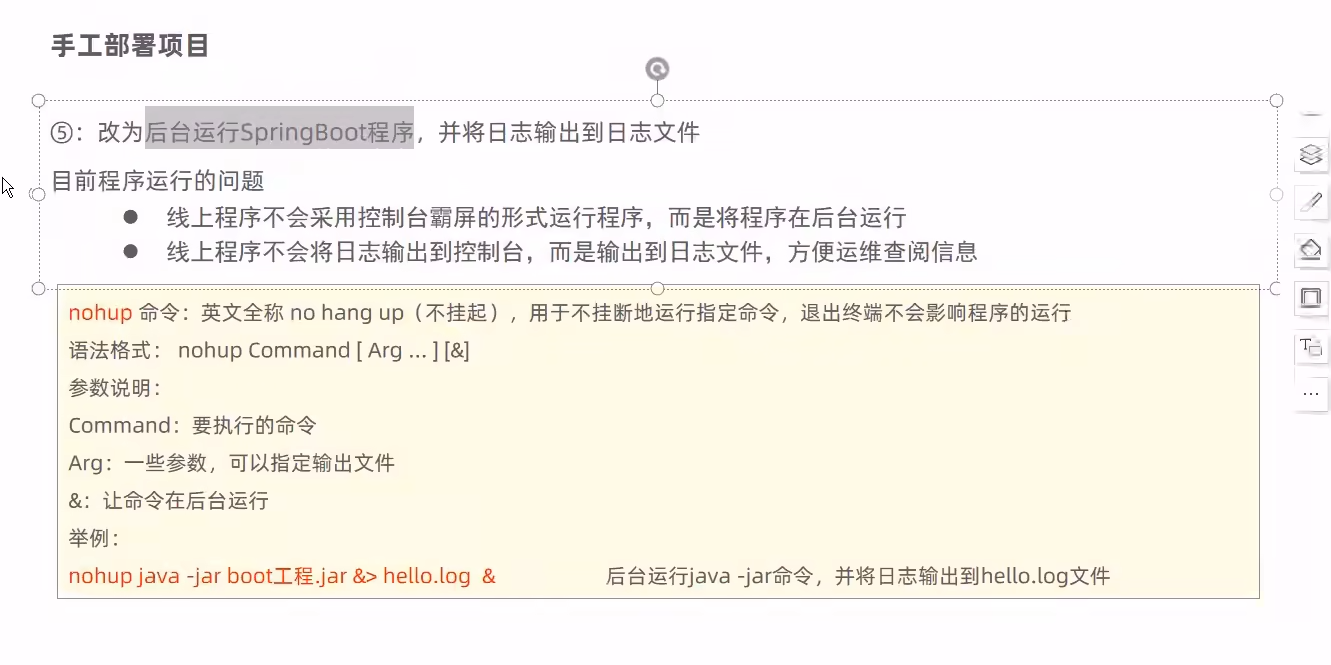 手工部署项目
⑤：改为后台运行SpringBoot程序，并将日志输出到日志文件
目前程序运行的问题
● 线上程序不会采用控制台霸屏的形式运行程序，而是将程序在后台运行
● 线上程序不会将日志输出到控制台，而是输出到日志文件，方便运维查阅信息
nohup 命令：英文全称 no hang up（不挂起），用于不挂断地运行指定命令，退出终端不会影响程序的运行
语法格式： nohup Command [ Arg … ] [&]
参数说明：
Command：要执行的命令
Arg：一些参数，可以指定输出文件
&：让命令在后台运行
举例：
nohup java -jar boot工程.jar &> hello.log & 后台运行java -jar命令，并将日志输出到hello.log文件